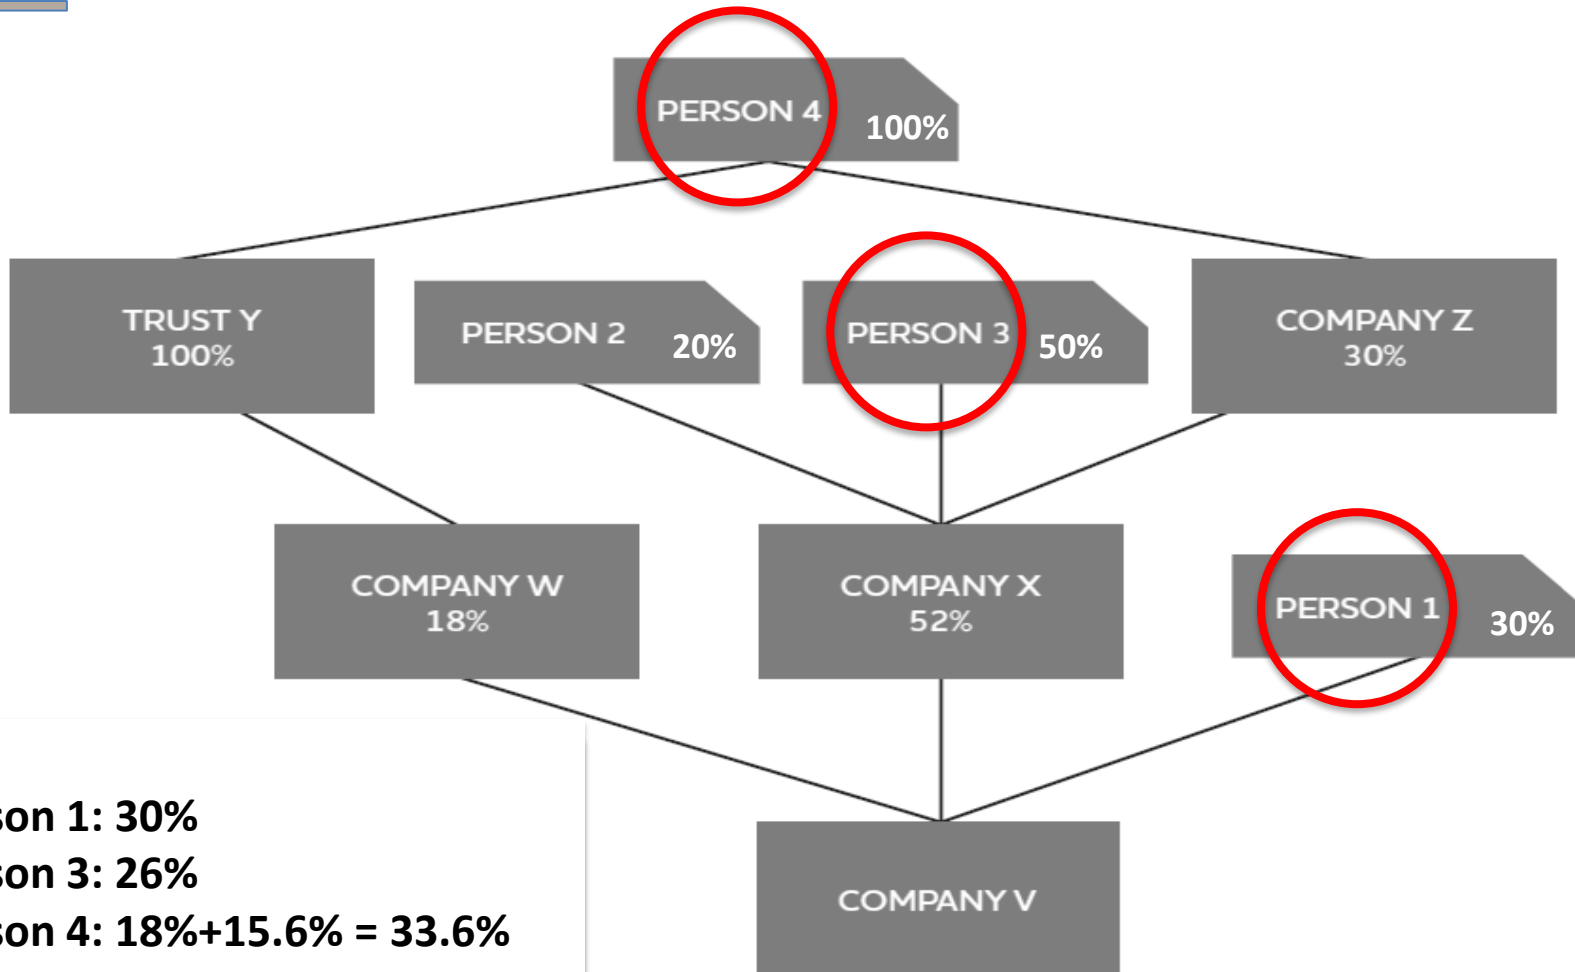 PERSON 4
100%
TRUST Y
100%
PERSON 2
20%
PERSON 3
50%
COMPANY Z
30%
COMPANY W
18%
COMPANY X
52%
PERSON 1
30%
son 1: 30%
son 3: 26%
son 4: 18%+15.6% = 33.6%
COMPANY V